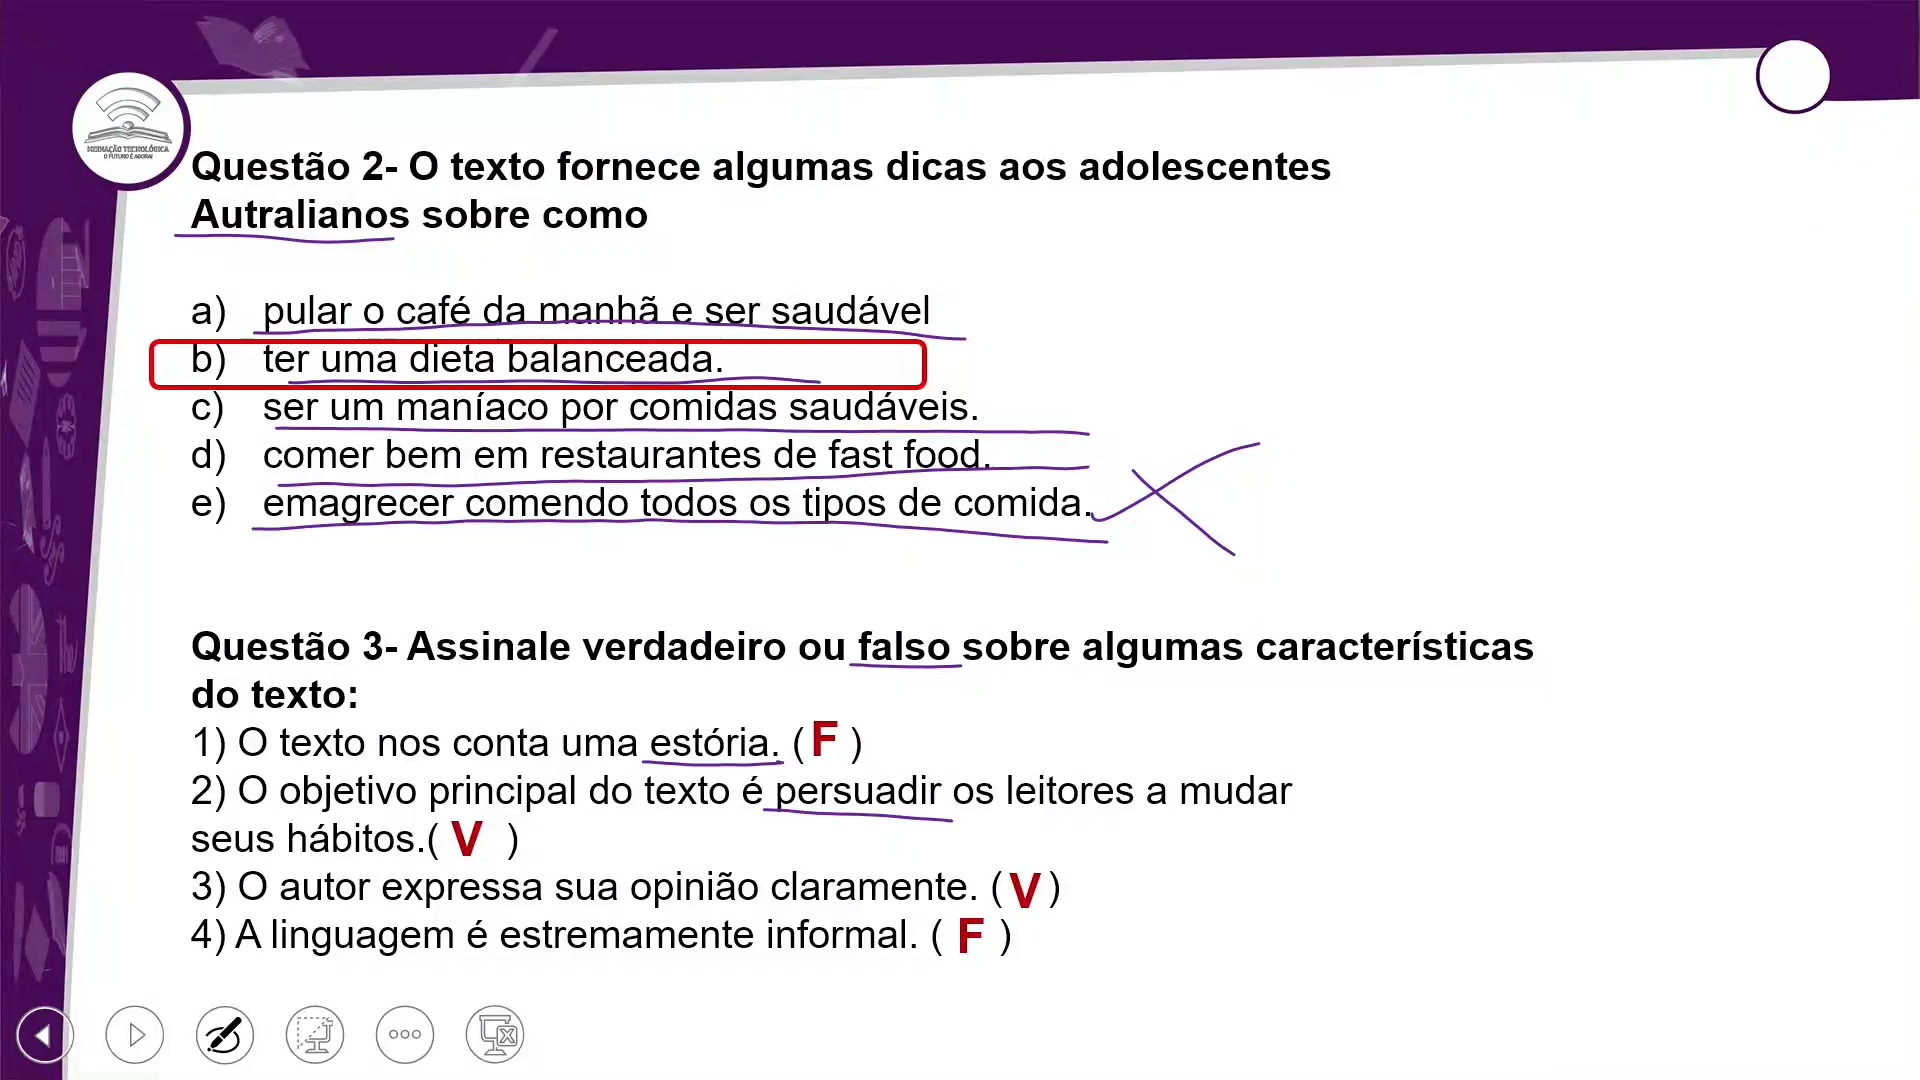 MEDIAÇÃO TECNOLÓGICA
O FUTURO É AGORA!
Questão 2- O texto fornece algumas dicas aos adolescentes
Autralianos sobre como
a) pular o café da manhã e ser saudável
b) ter uma dieta balanceada.
c) ser um maníaco por comidas saudáveis.
d) comer bem em restaurantes de fast food.
e) emagrecer comendo todos os tipos de comida.
Questão 3- Assinale verdadeiro ou falso sobre algumas características
do texto:
1) O texto nos conta uma estória. ( F )
2) O objetivo principal do texto é persuadir os leitores a mudar
seus hábitos.( V )
3) O autor expressa sua opinião claramente. ( V )
4) A linguagem é estremamente informal. ( F )